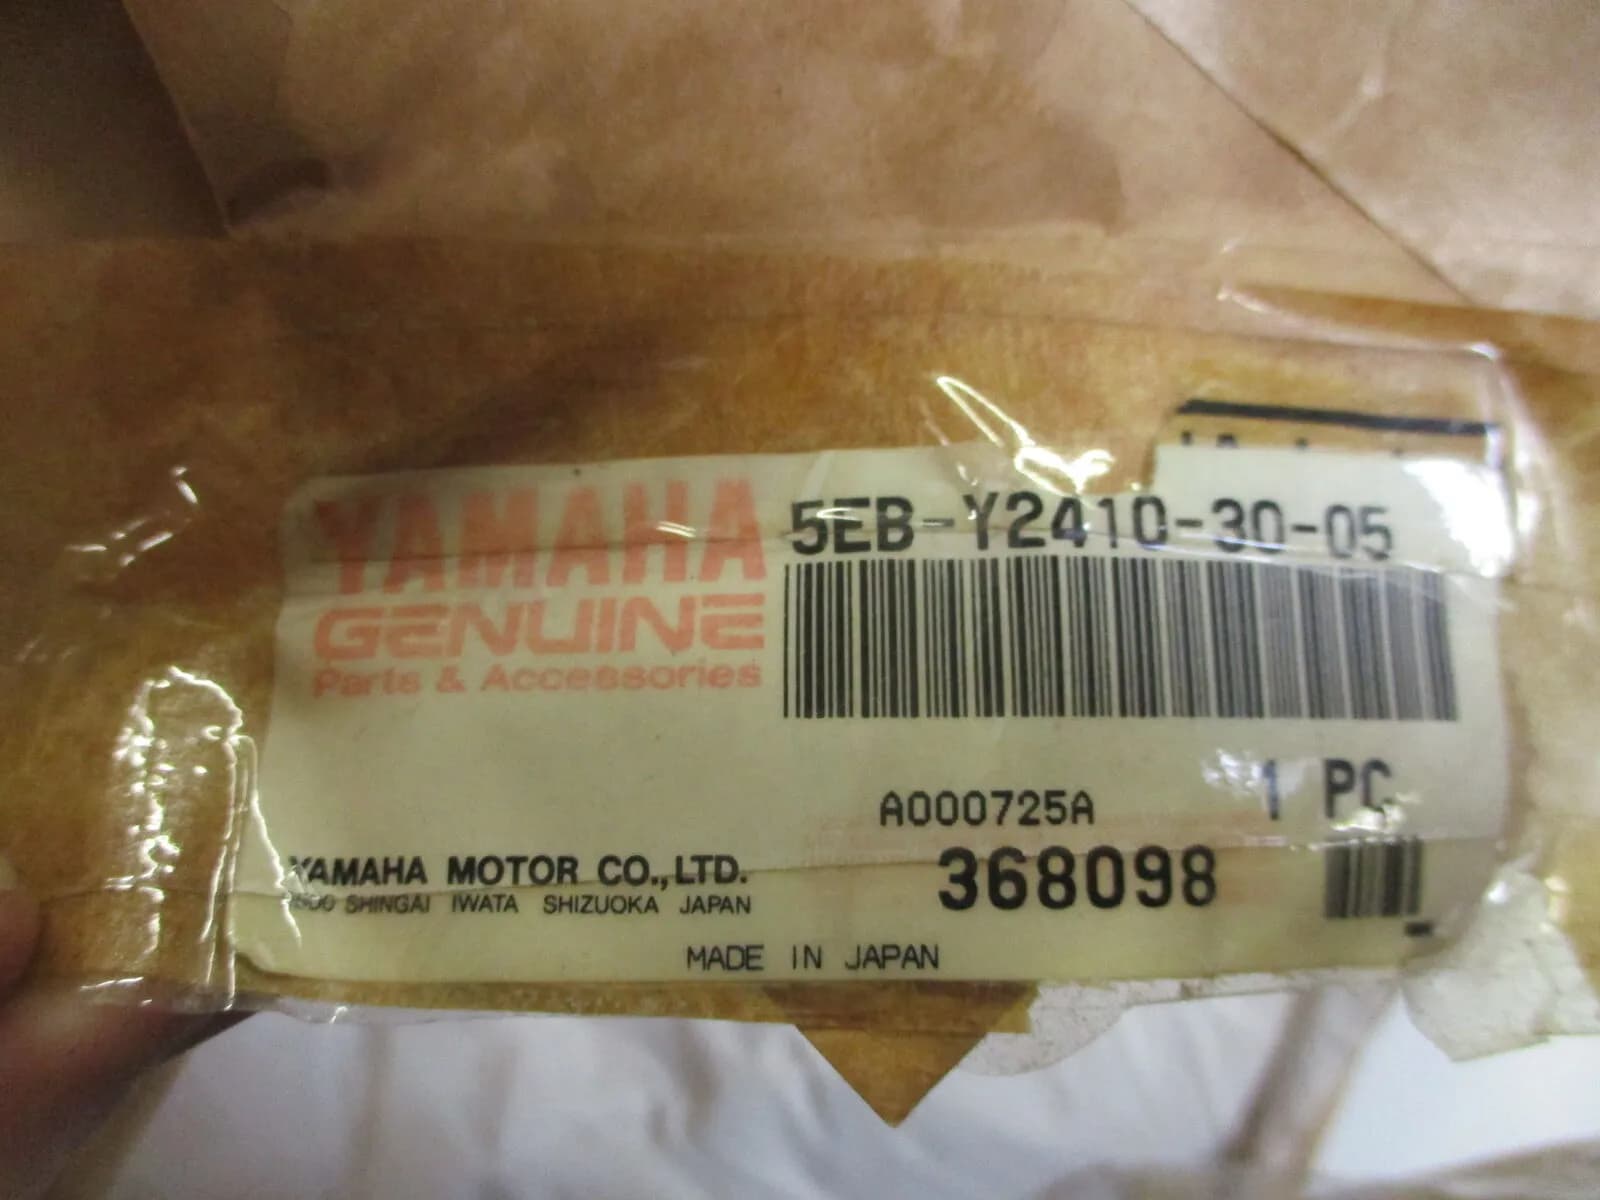 YAMAHA
GENUINE
Parts & Accessories
5EB-Y2410-30-05
1 PC
A000725A
368098
YAMAHA MOTOR CO., LTD.
SHINGAI IWATA SHIZUOKA JAPAN
MADE IN JAPAN